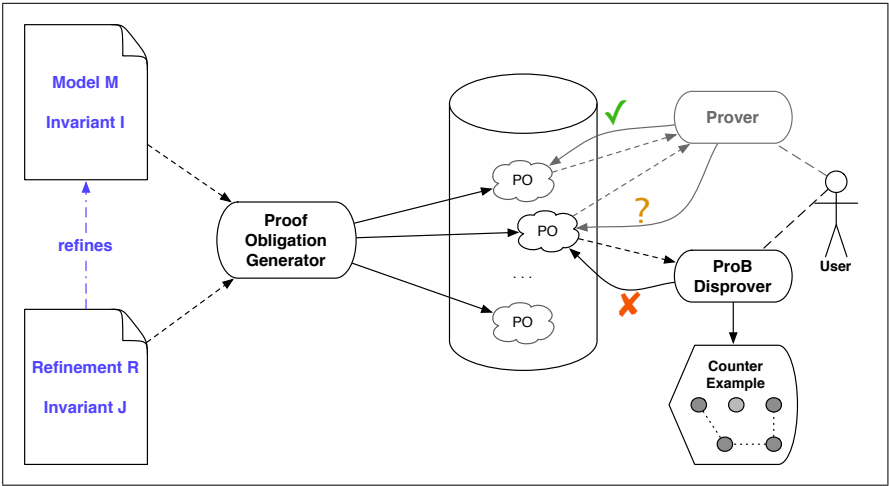 Model M
Invariant I
refines
Refinement R
Invariant J
Proof
Obligation
Generator
PO
PO
. . .
PO
✓
?
✘
Prover
ProB
Disprover
User
Counter
Example